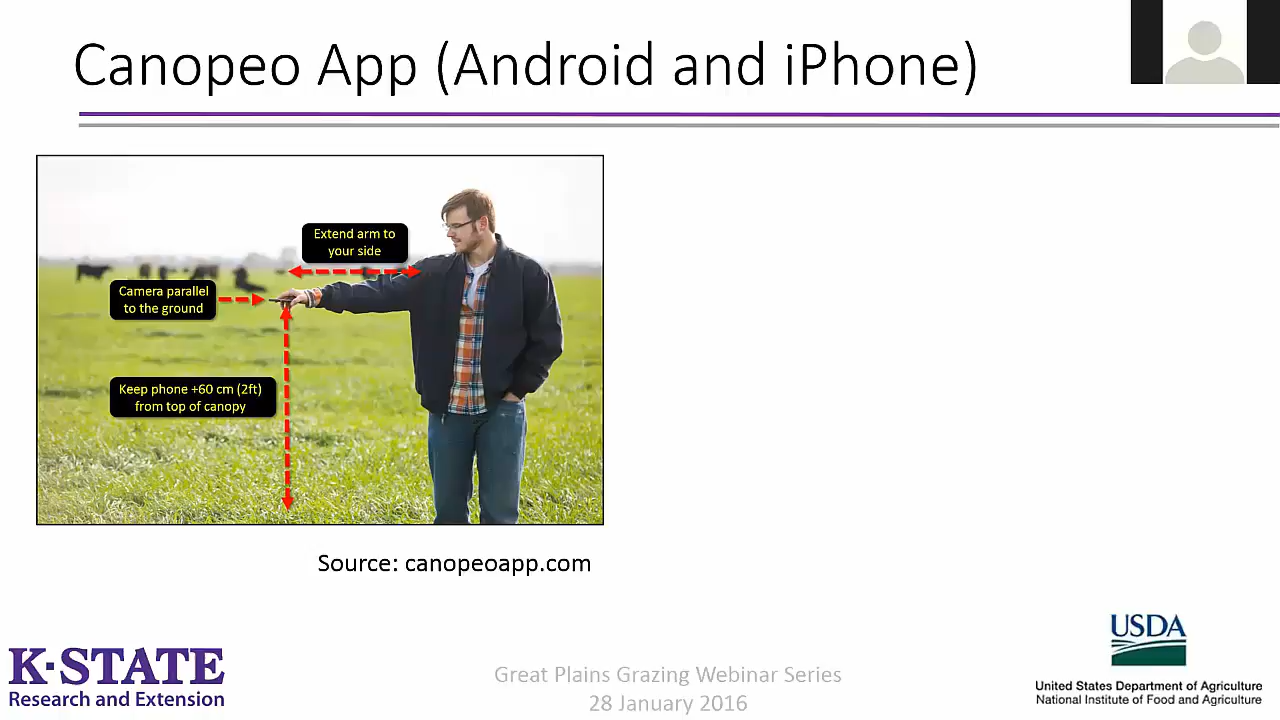 Canopeo App (Android and iPhone)
Extend arm to
your side
Camera parallel
to the ground
Keep phone +60 cm (2ft)
from top of canopy
Source: canopeoapp.com
K-STATE
Research and Extension
Great Plains Grazing Webinar Series
28 January 2016
USDA
United States Department of Agriculture
National Institute of Food and Agriculture